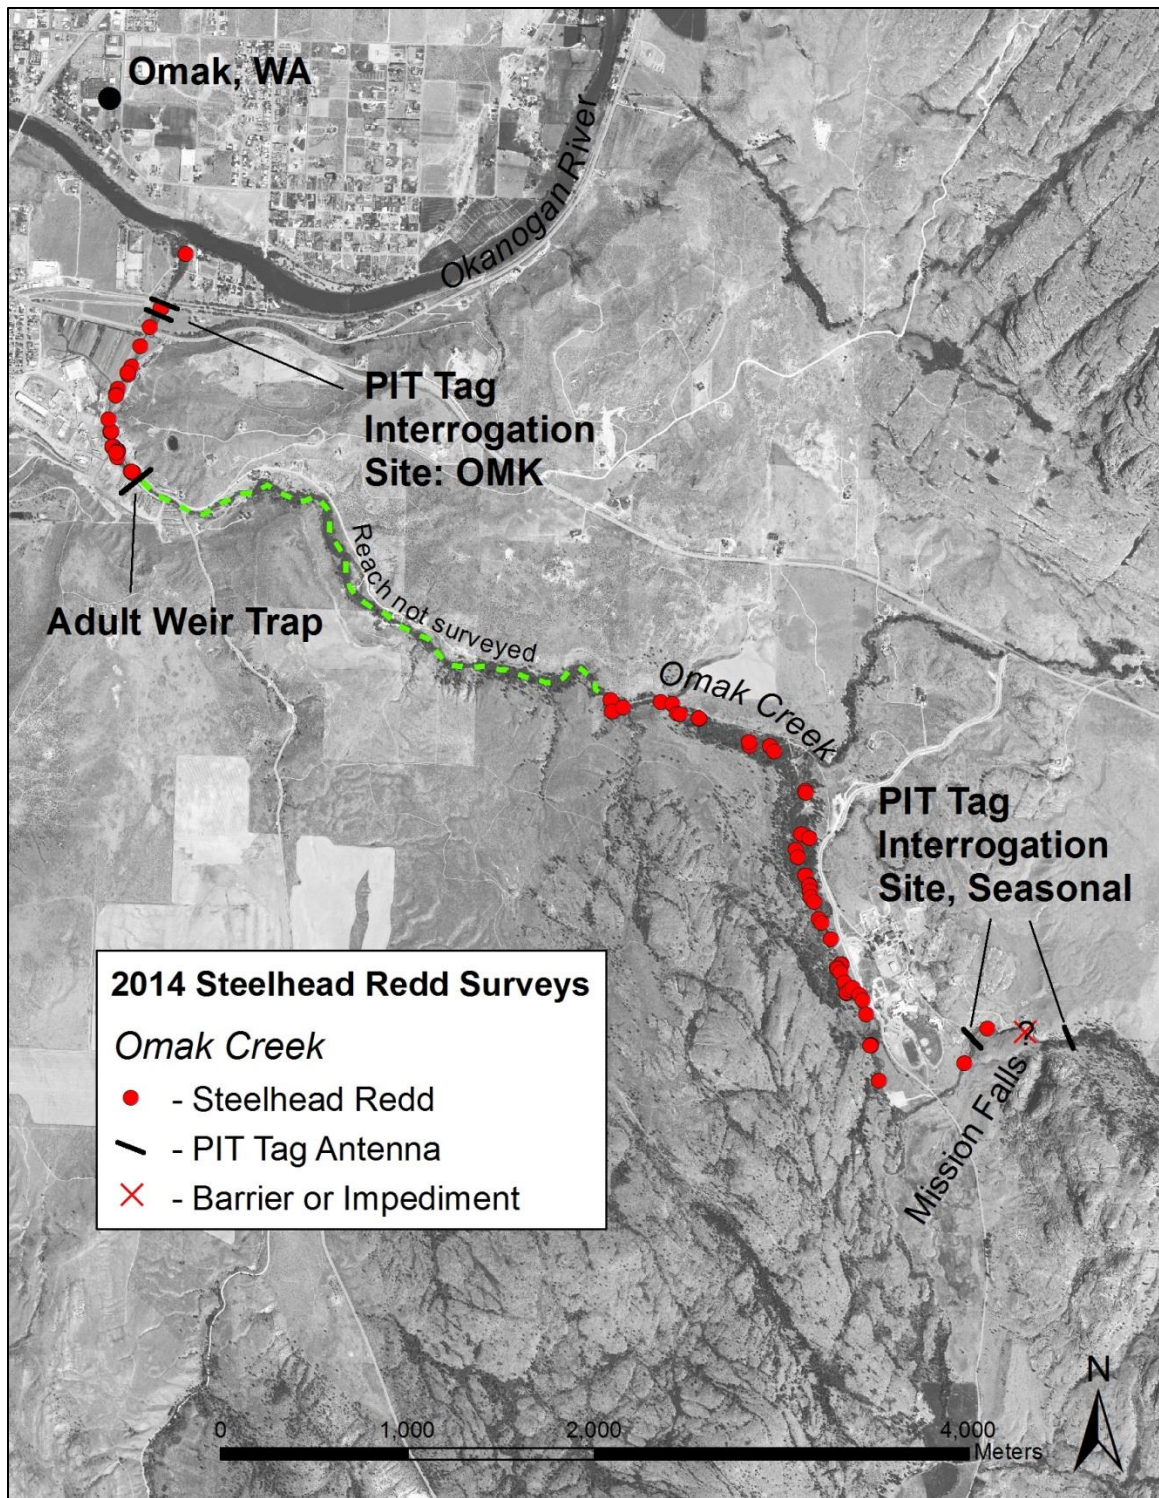 Omak, WA
Okanogan River
PIT Tag
Interrogation
Site: OMK
Adult Weir Trap
Reach not surveyed
Omak Creek
PIT Tag
Interrogation
Site, Seasonal
?
Mission Falls
2014 Steelhead Redd Surveys
Omak Creek
- Steelhead Redd
- PIT Tag Antenna
- Barrier or Impediment
N
0 1,000 2,000 4,000
Meters